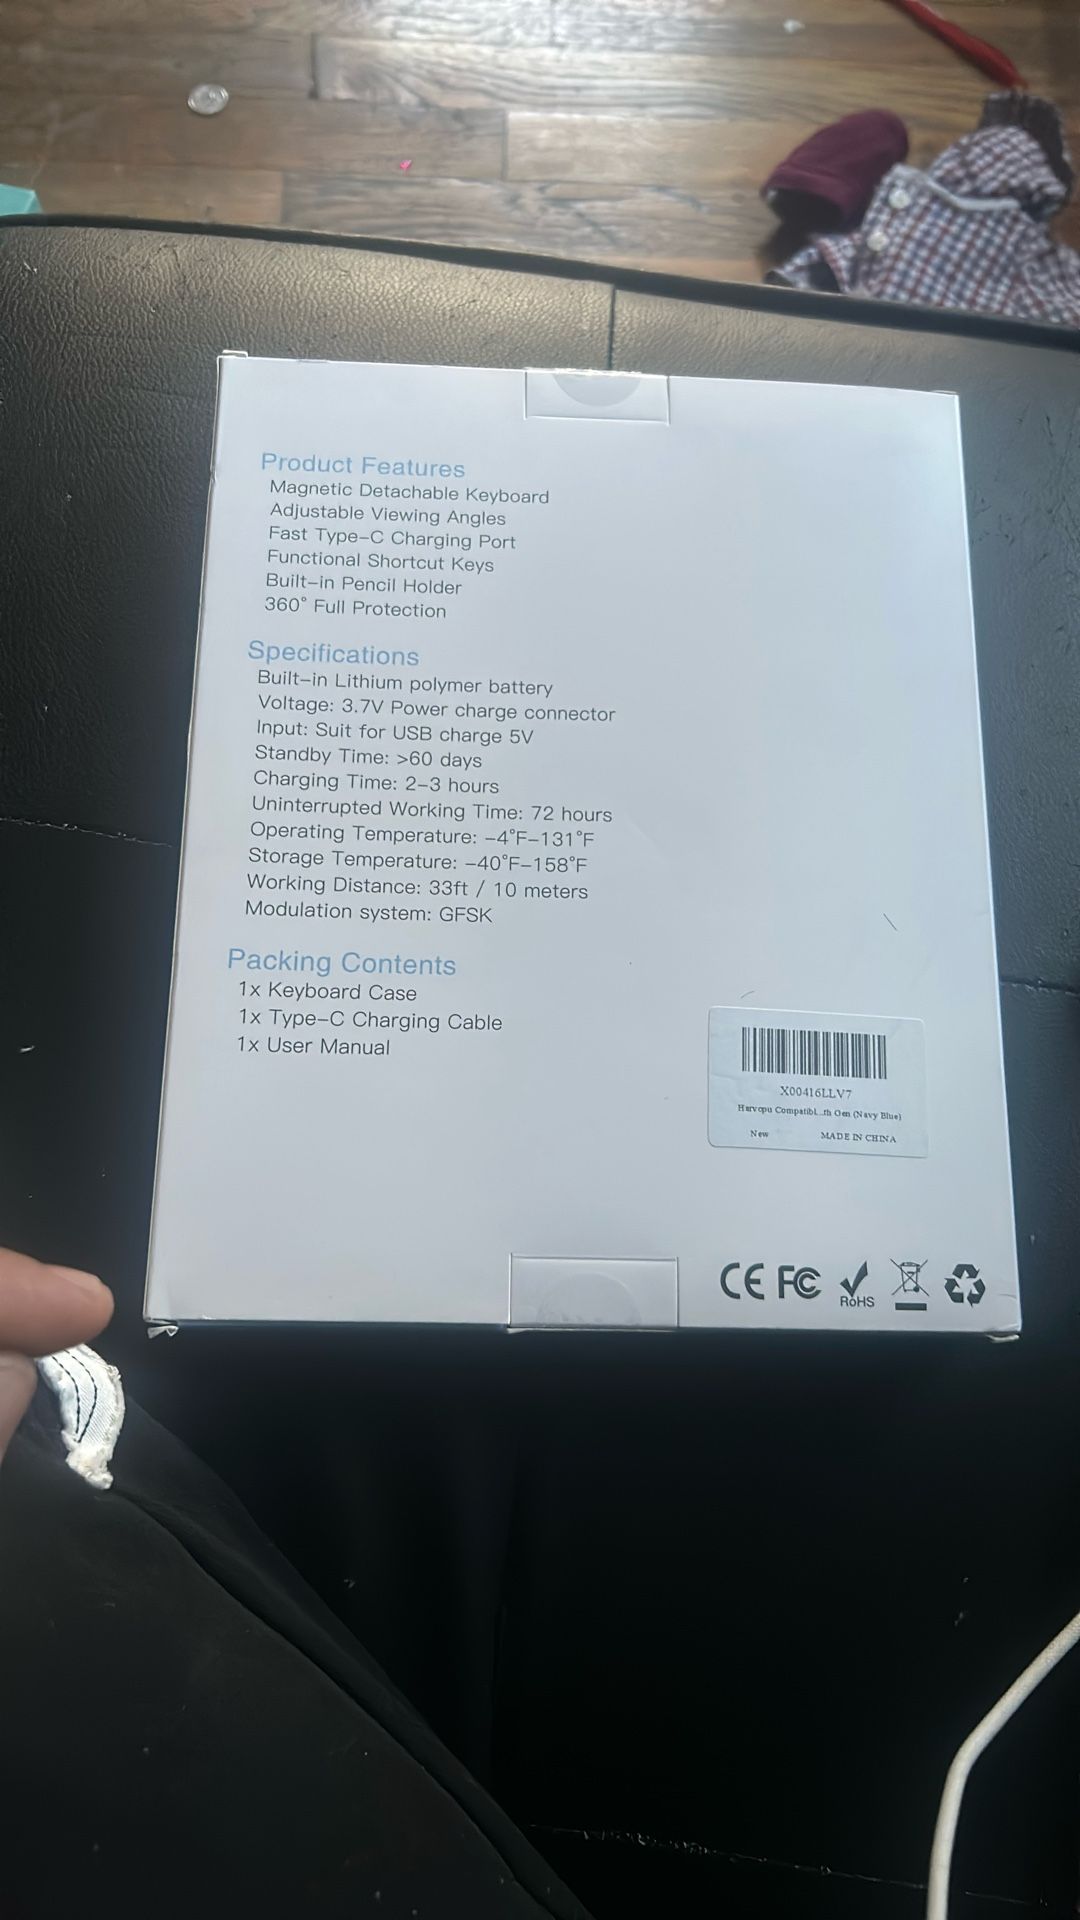 Product Features
Magnetic Detachable Keyboard
Adjustable Viewing Angles
Fast Type-C Charging Port
Functional Shortcut Keys
Built-in Pencil Holder
360° Full Protection
Specifications
Built-in Lithium polymer battery
Voltage: 3.7V Power charge connector
Input: Suit for USB charge 5V
Standby Time: >60 days
Charging Time: 2-3 hours
Uninterrupted Working Time: 72 hours
Operating Temperature: -4°F-131°F
Storage Temperature: -40°F-158°F
Working Distance: 33ft / 10 meters
Modulation system: GFSK
Packing Contents
1x Keyboard Case
1x Type-C Charging Cable
1x User Manual
X00416LLV7
Harvopu Compatibl...th Gen (Navy Blue)
New MADE IN CHINA
CE FC RoHS